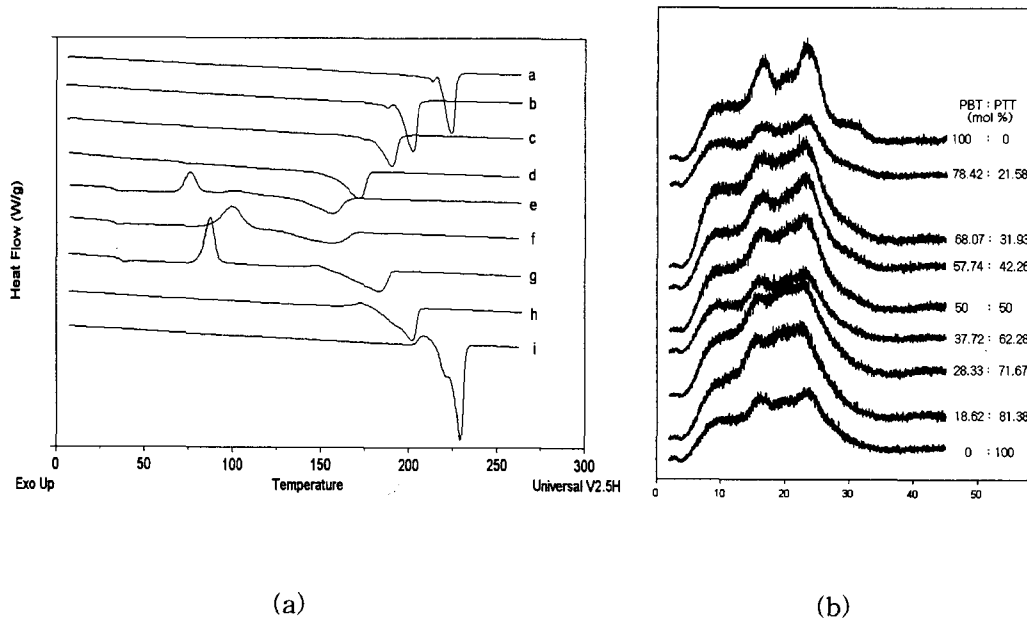 a
b
c
d
e
f
g
h
i
Heat Flow (W/g)
0
50
100
150
200
250
300
Exo Up
Temperature
Universal V2.5H
(a)
PBT : PTT
(mol %)
100 : 0
78.42 : 21.58
68.07 : 31.93
57.74 : 42.26
50 : 50
37.72 : 62.28
28.33 : 71.67
18.62 : 81.38
0 : 100
0
10
20
30
40
50
(b)